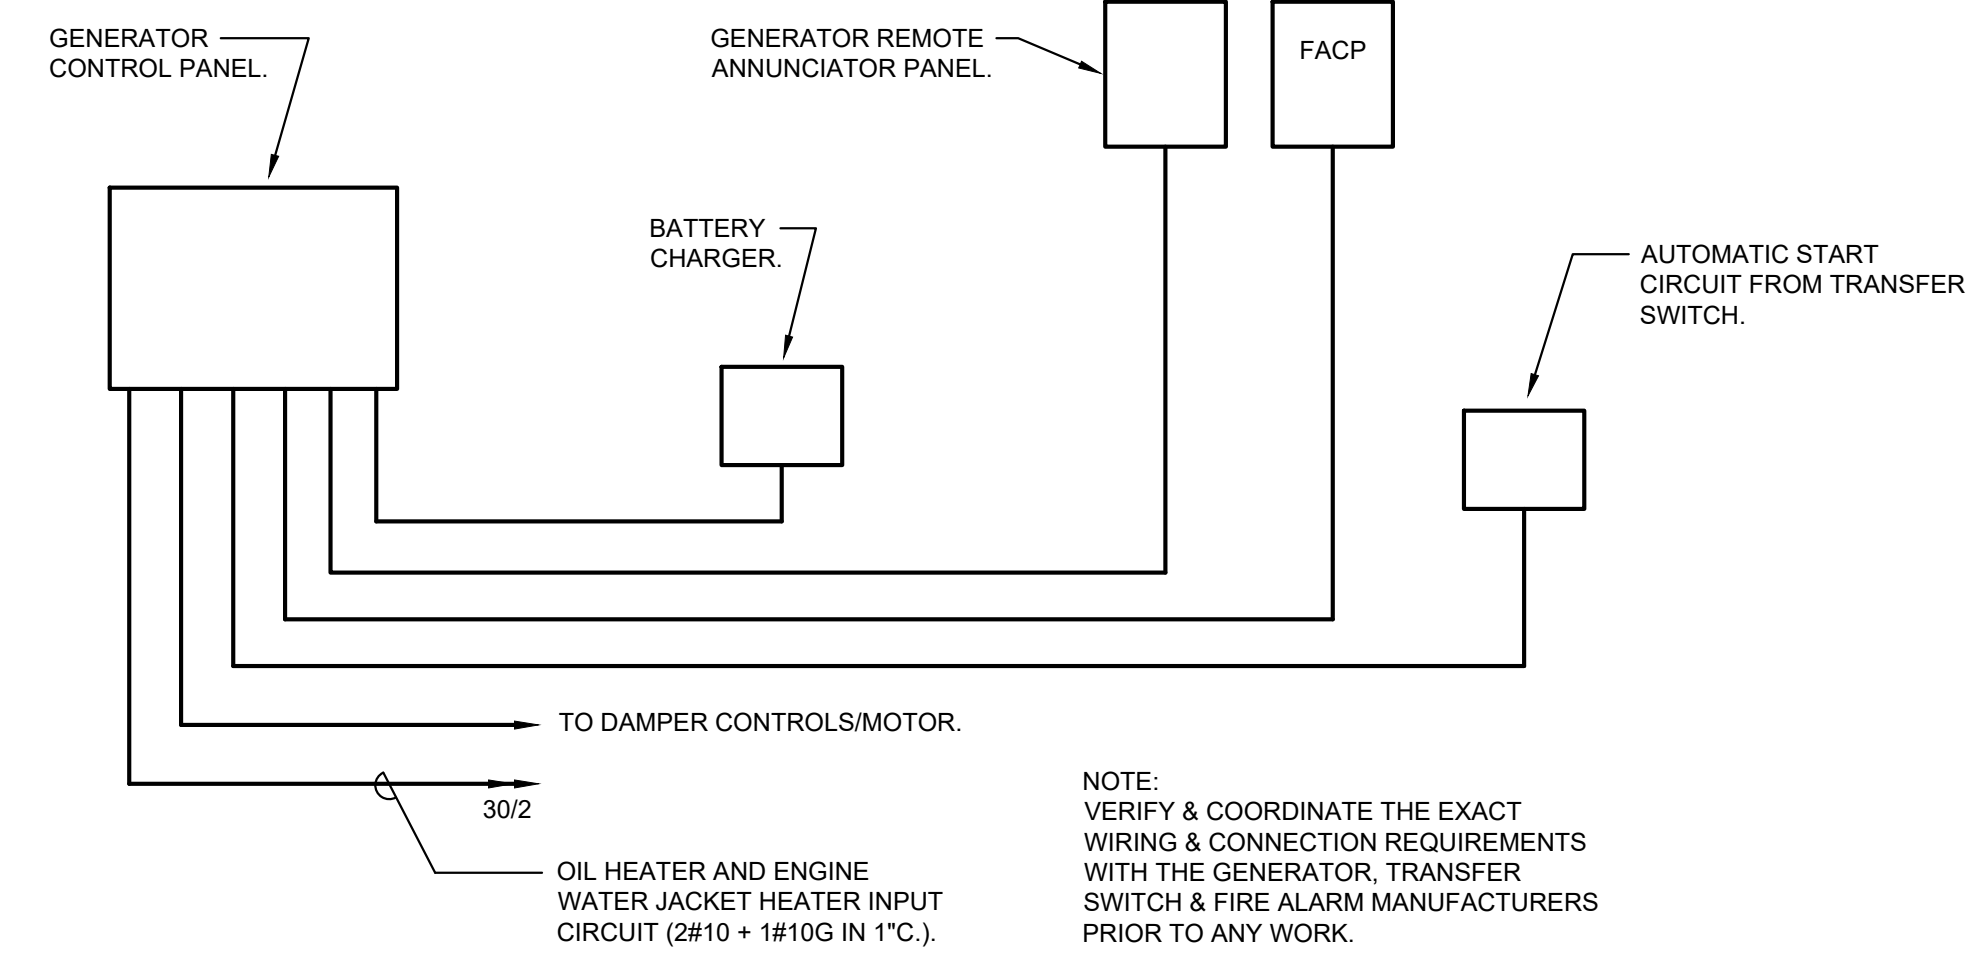 GENERATOR
CONTROL PANEL.
GENERATOR REMOTE
ANNUNCIATOR PANEL.
FACP
BATTERY
CHARGER.
AUTOMATIC START
CIRCUIT FROM TRANSFER
SWITCH.
TO DAMPER CONTROLS/MOTOR.
30/2
OIL HEATER AND ENGINE
WATER JACKET HEATER INPUT
CIRCUIT (2#10 + 1#10G IN 1"C.).
NOTE:
VERIFY & COORDINATE THE EXACT
WIRING & CONNECTION REQUIREMENTS
WITH THE GENERATOR, TRANSFER
SWITCH & FIRE ALARM MANUFACTURERS
PRIOR TO ANY WORK.